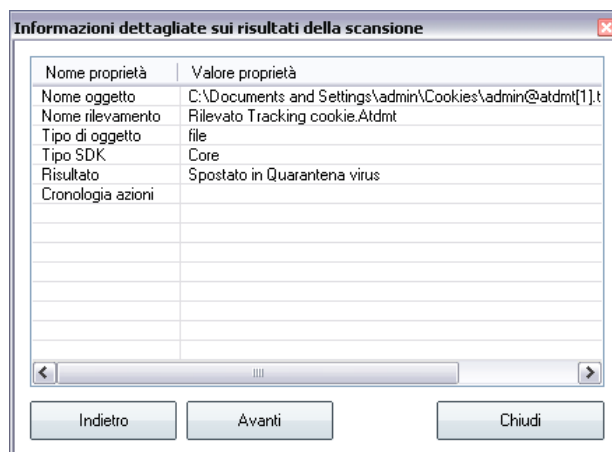 Informazioni dettagliate sui risultati della scansione
Nome proprietà Valore proprietà
Nome oggetto C:\Documents and Settings\admin\Cookies\admin@atdmt[1].t
Nome rilevamento Rilevato Tracking cookie.Atdmt
Tipo di oggetto file
Tipo SDK Core
Risultato Spostato in Quarantena virus
Cronologia azioni
Indietro Avanti Chiudi